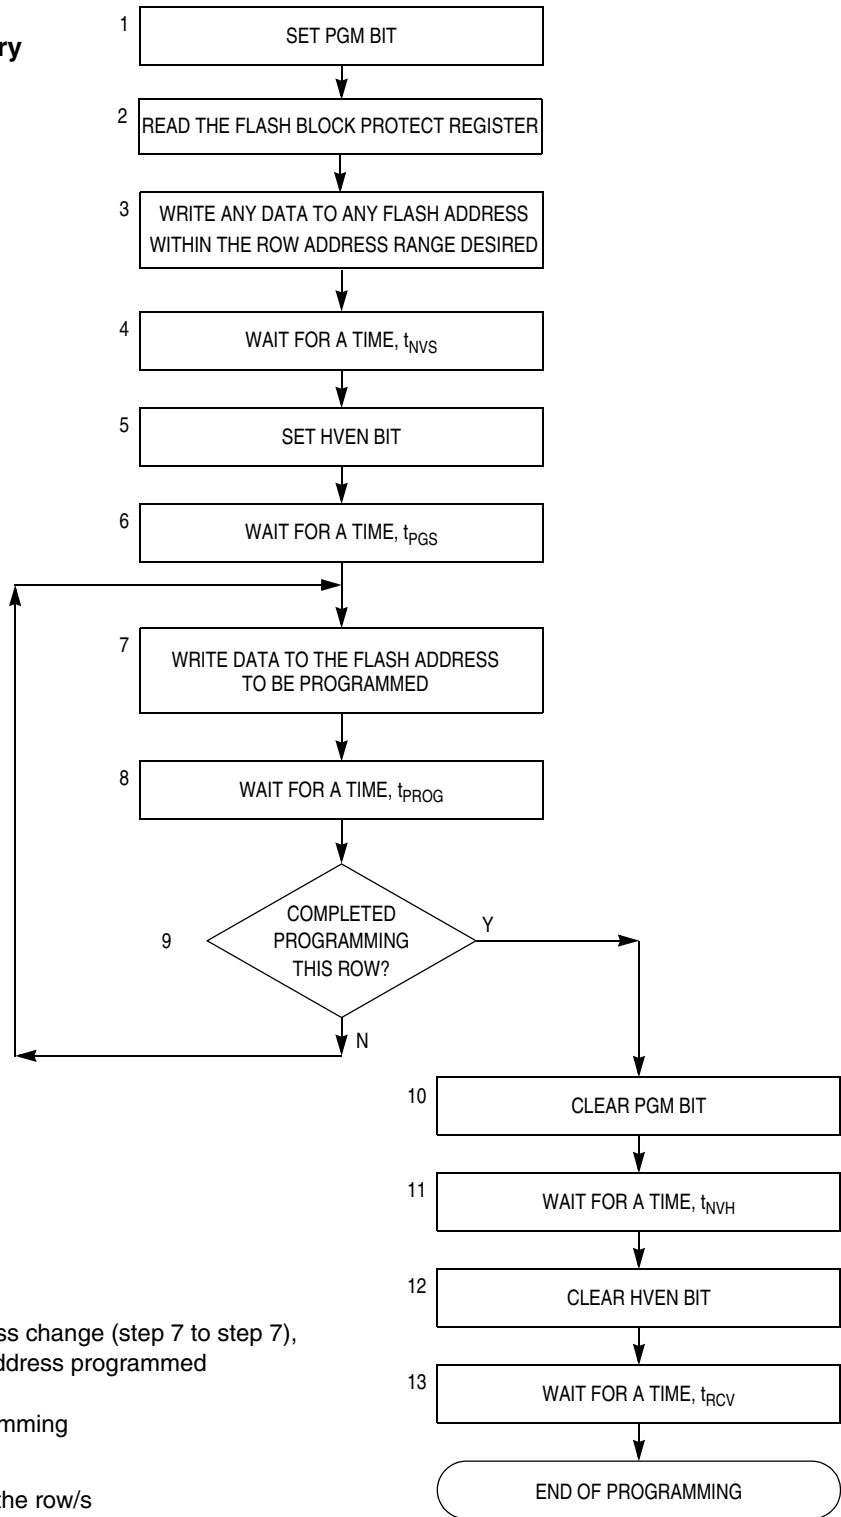 ry
1
SET PGM BIT
2
READ THE FLASH BLOCK PROTECT REGISTER
3
WRITE ANY DATA TO ANY FLASH ADDRESS
WITHIN THE ROW ADDRESS RANGE DESIRED
4
WAIT FOR A TIME, tNVS
5
SET HVEN BIT
6
WAIT FOR A TIME, tPGS
7
WRITE DATA TO THE FLASH ADDRESS
TO BE PROGRAMMED
8
WAIT FOR A TIME, tPROG
9
COMPLETED
PROGRAMMING
THIS ROW?
Y
N
10
CLEAR PGM BIT
11
WAIT FOR A TIME, tNVH
12
CLEAR HVEN BIT
13
WAIT FOR A TIME, tRCV
END OF PROGRAMMING
ss change (step 7 to step 7),
ddress programmed
mming
the row/s